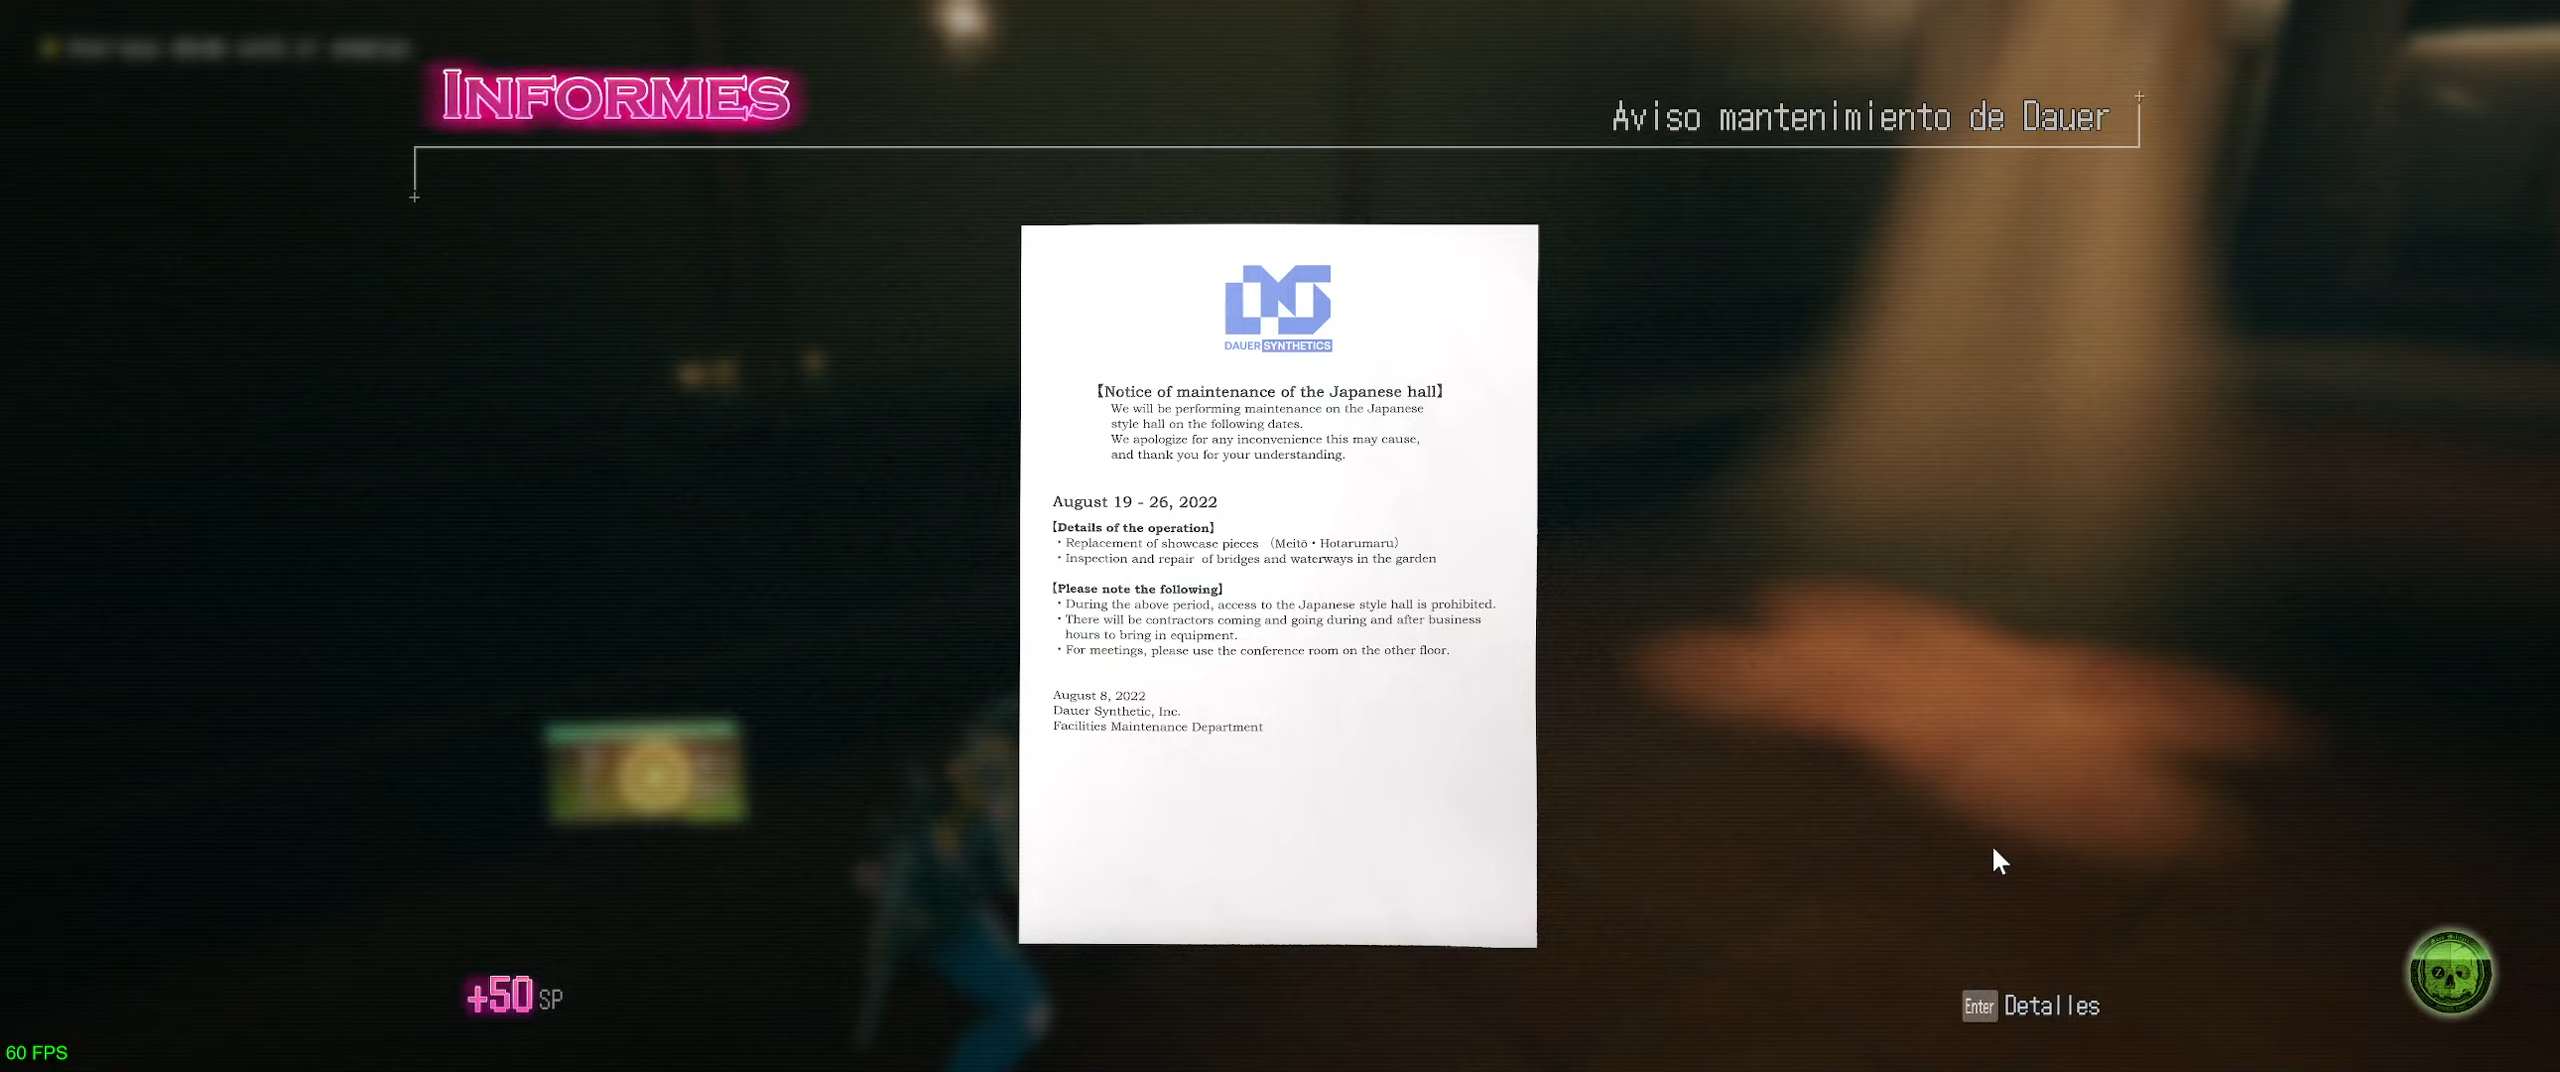 INFORMES
Aviso mantenimiento de Dauer
DAUER SYNTHETICS
【Notice of maintenance of the Japanese hall】
We will be performing maintenance on the Japanese
style hall on the following dates.
We apologize for any inconvenience this may cause,
and thank you for your understanding.
August 19 - 26, 2022
【Details of the operation】
・Replacement of showcase pieces （Meitō・Hotarumaru）
・Inspection and repair of bridges and waterways in the garden
【Please note the following】
・During the above period, access to the Japanese style hall is prohibited.
・There will be contractors coming and going during and after business
hours to bring in equipment.
・For meetings, please use the conference room on the other floor.
August 8, 2022
Dauer Synthetic, Inc.
Facilities Maintenance Department
+50 SP
Enter Detalles
60 FPS